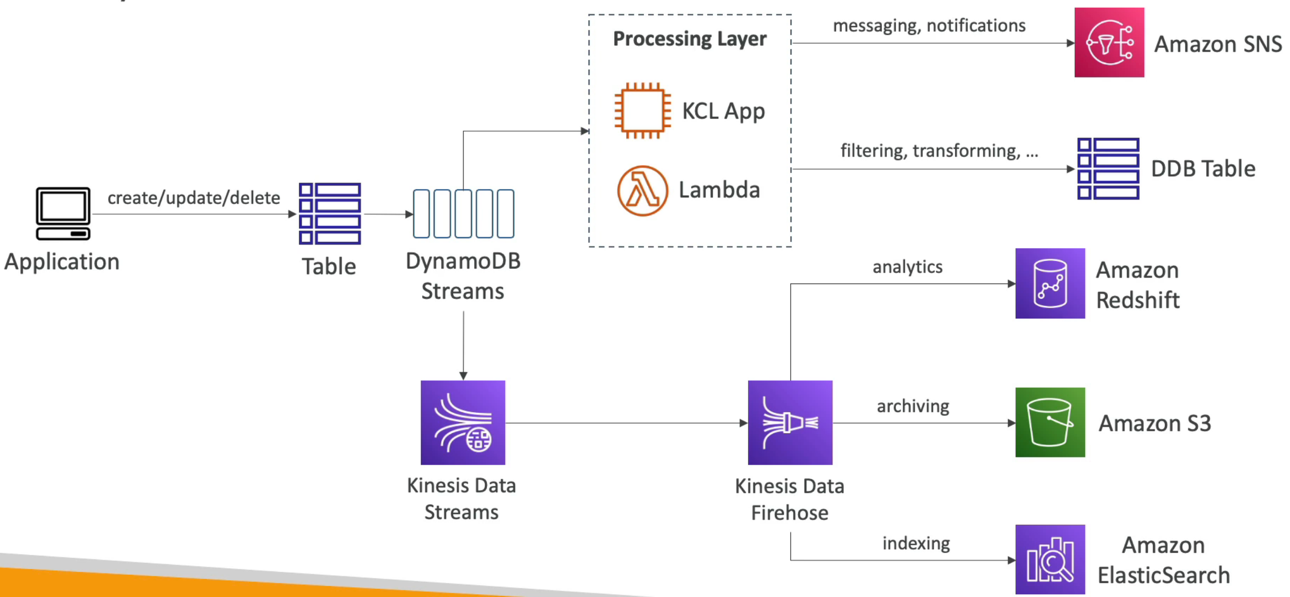 Processing Layer
KCL App
Lambda
messaging, notifications
Amazon SNS
filtering, transforming, ...
DDB Table
create/update/delete
Application
Table
DynamoDB
Streams
analytics
Amazon
Redshift
archiving
Amazon S3
Kinesis Data
Streams
Kinesis Data
Firehose
indexing
Amazon
ElasticSearch